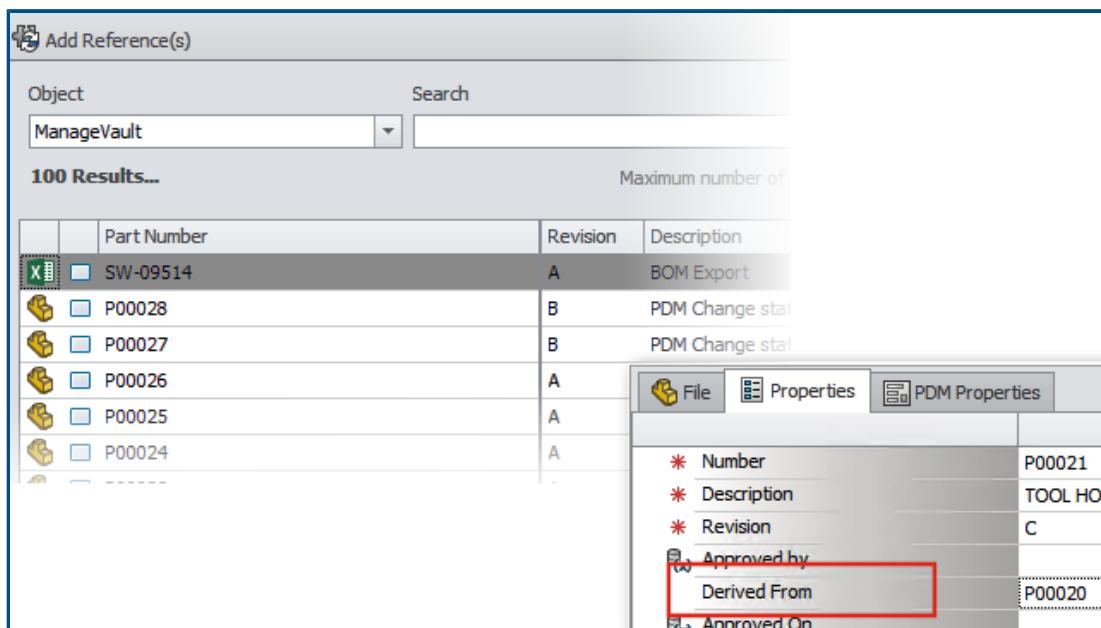 Add Reference(s)
Object Search
ManageVault
100 Results... Maximum number of
Part Number Revision Description
SW-09514 A BOM Export
P00028 B PDM Change stat
P00027 B PDM Change stat
P00026 A
P00025 A
P00024 A
File Properties PDM Properties
Number P00021
Description TOOL HO
Revision C
Approved by
Derived From P00020
Approved On